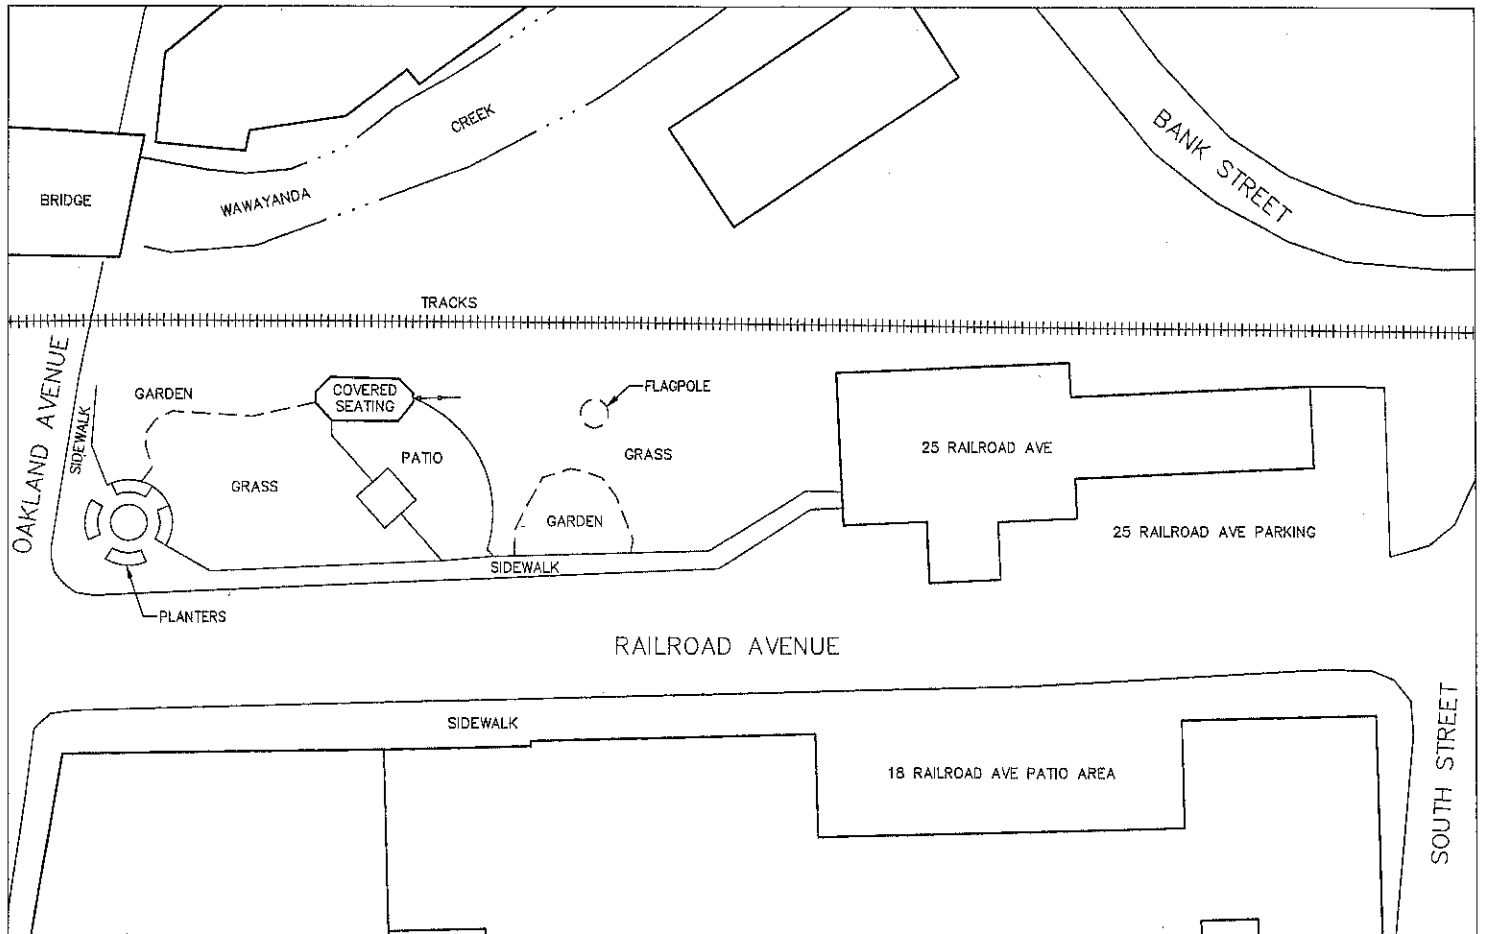 CREEK
BANK STREET
BRIDGE
WAWAYANDA
TRACKS
OAKLAND AVENUE
SIDEWALK
GARDEN
COVERED
SEATING
FLAGPOLE
PATIO
GRASS
GRASS
25 RAILROAD AVE
GARDEN
25 RAILROAD AVE PARKING
SIDEWALK
PLANTERS
RAILROAD AVENUE
SIDEWALK
18 RAILROAD AVE PATIO AREA
SOUTH STREET